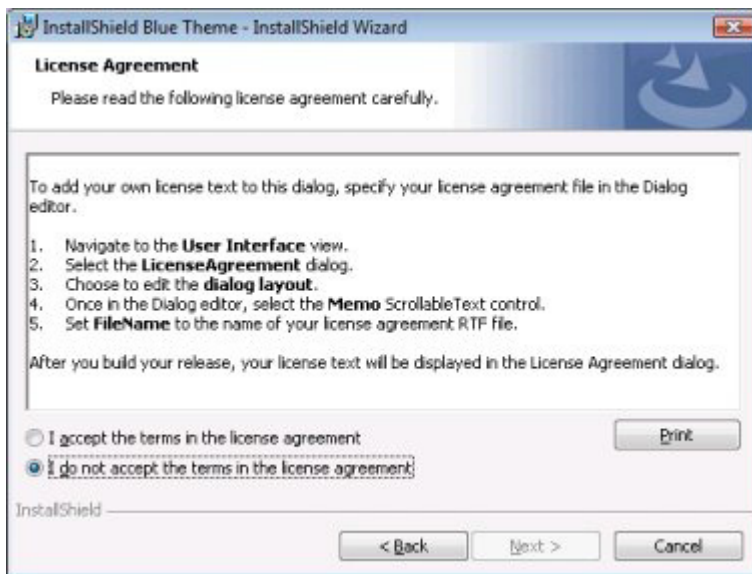 InstallShield Blue Theme - InstallShield Wizard
License Agreement
Please read the following license agreement carefully.
To add your own license text to this dialog, specify your license agreement file in the Dialog
editor.
1. Navigate to the User Interface view.
2. Select the LicenseAgreement dialog.
3. Choose to edit the dialog layout.
4. Once in the Dialog editor, select the Memo ScrollableText control.
5. Set FileName to the name of your license agreement RTF file.
After you build your release, your license text will be displayed in the License Agreement dialog.
I accept the terms in the license agreement
Print
I do not accept the terms in the license agreement
InstallShield
< Back
Next >
Cancel